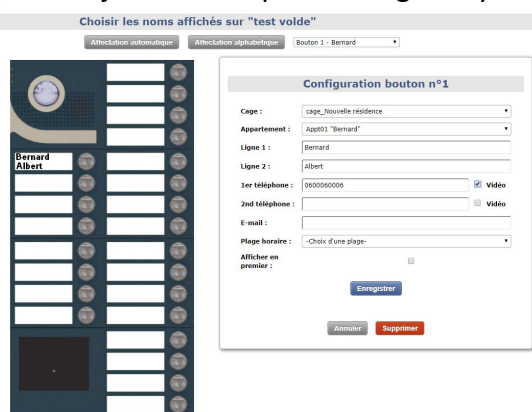 Choisir les noms affichés sur "test volde"
Affectation automatique Affectation alphabétique Bouton 1 - Bernard
Bernard
Albert
Configuration bouton n°1
Cage : cage_Nouvelle résidence
Appartement : Appt01 "Bernard"
Ligne 1 : Bernard
Ligne 2 : Albert
1er téléphone : 0600060006 Vidéo
2nd téléphone : Vidéo
E-mail :
Plage horaire : -Choix d'une plage-
Afficher en
premier :
Enregistrer
Annuler Supprimer